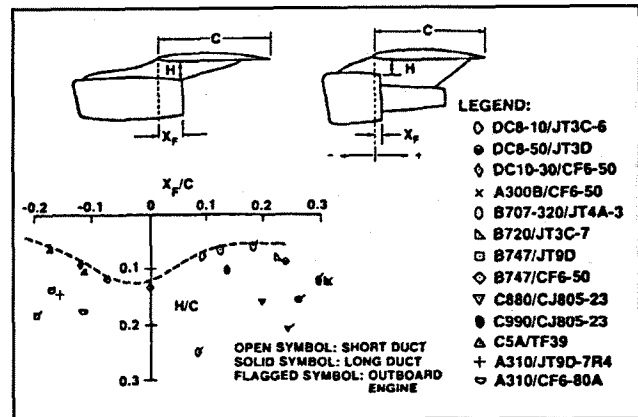 C
C
H
H
X_F
X_F
- +
LEGEND:
DC8-10/JT3C-6
DC8-50/JT3D
DC10-30/CF6-50
A300B/CF6-50
B707-320/JT4A-3
B720/JT3C-7
B747/JT9D
B747/CF6-50
C880/CJ805-23
C990/CJ805-23
C5A/TF39
A310/JT9D-7R4
A310/CF6-80A
X_F/C
-0.2 -0.1 0 0.1 0.2 0.3
0.1
H/C
0.2
0.3
OPEN SYMBOL: SHORT DUCT
SOLID SYMBOL: LONG DUCT
FLAGGED SYMBOL: OUTBOARD
ENGINE